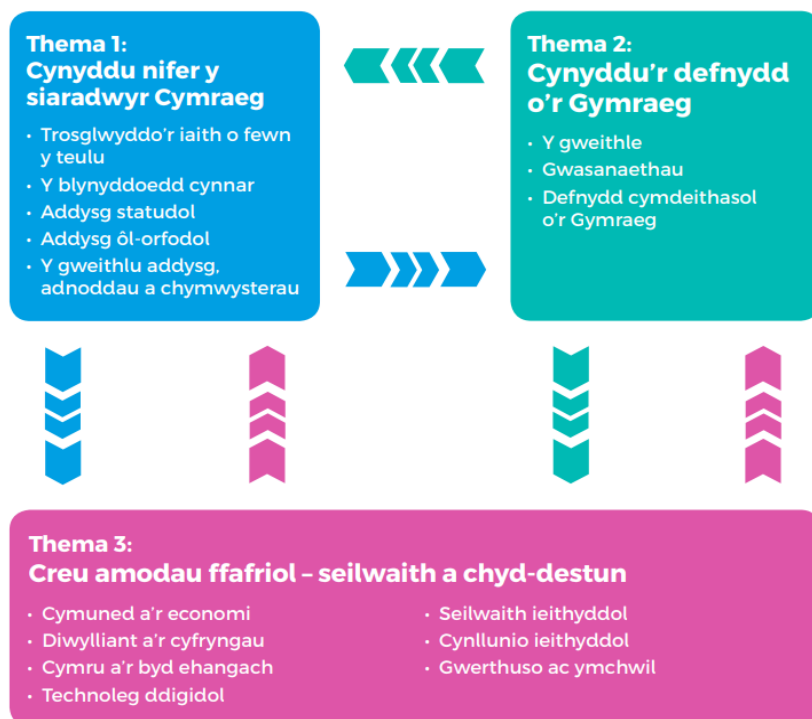 Thema 1:
Cynyddu nifer y
siaradwyr Cymraeg
• Trosglwyddo'r iaith o fewn
y teulu
• Y blynyddoedd cynnar
• Addysg statudol
• Addysg ôl-orfodol
• Y gweithlu addysg,
adnoddau a chymwysterau
Thema 2:
Cynyddu'r defnydd
o'r Gymraeg
• Y gweithle
• Gwasanaethau
• Defnydd cymdeithasol
o'r Gymraeg
Thema 3:
Creu amodau ffafriol – seilwaith a chyd-destun
• Cymuned a'r economi
• Diwylliant a'r cyfryngau
• Cymru a'r byd ehangach
• Technoleg ddigidol
• Seilwaith ieithyddol
• Cynllunio ieithyddol
• Gwerthuso ac ymchwil